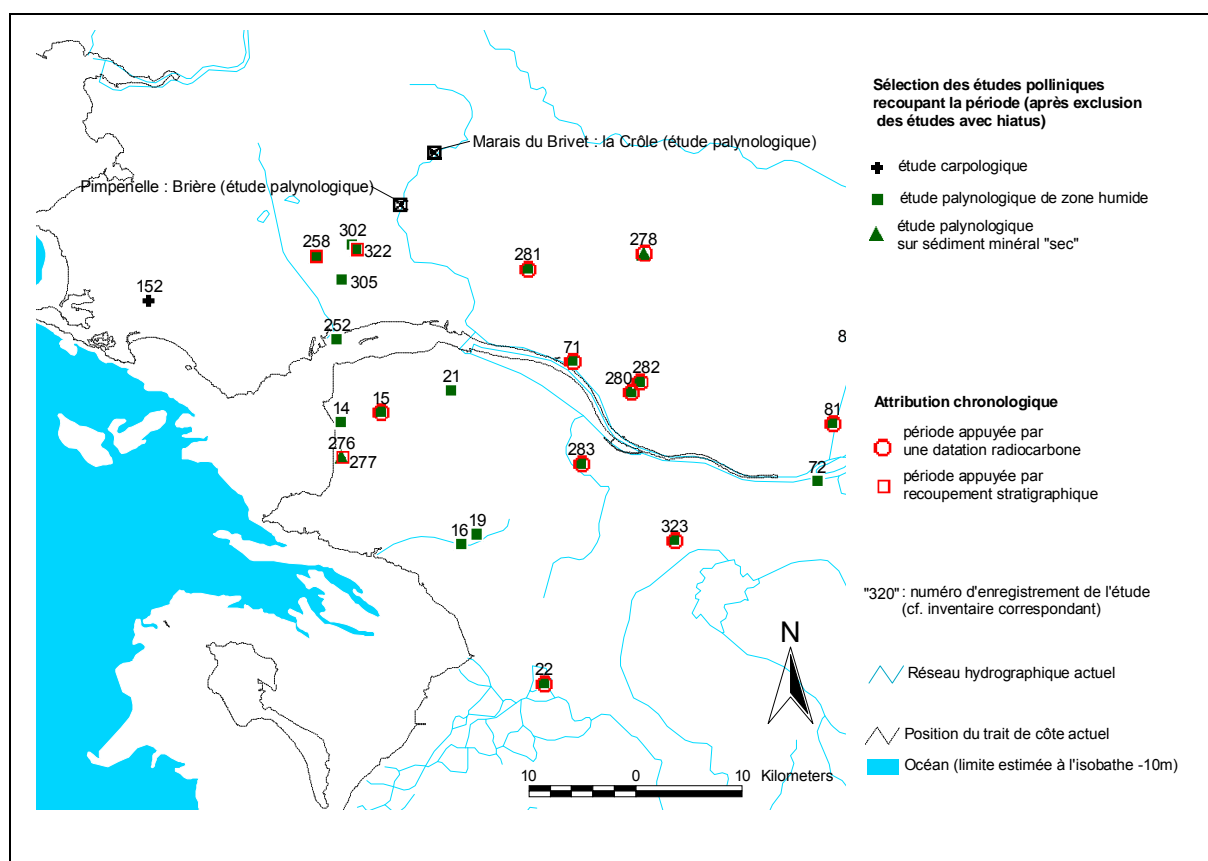 Marais du Brivet : la Crôle (étude palynologique)
Pimpenelle : Brière (étude palynologique)
302
258
322
278
281
305
152
252
8
71
282
280
21
15
14
81
276
277
283
72
19
16
323
22
N
10 0 10 Kilometers
Sélection des études polliniques
recoupant la période (après exclusion
des études avec hiatus)
étude carpologique
étude palynologique de zone humide
étude palynologique
sur sédiment minéral "sec"
Attribution chronologique
période appuyée par
une datation radiocarbone
période appuyée par
recoupement stratigraphique
"320" : numéro d'enregistrement de l'étude
(cf. inventaire correspondant)
Réseau hydrographique actuel
Position du trait de côte actuel
Océan (limite estimée à l'isobathe -10m)